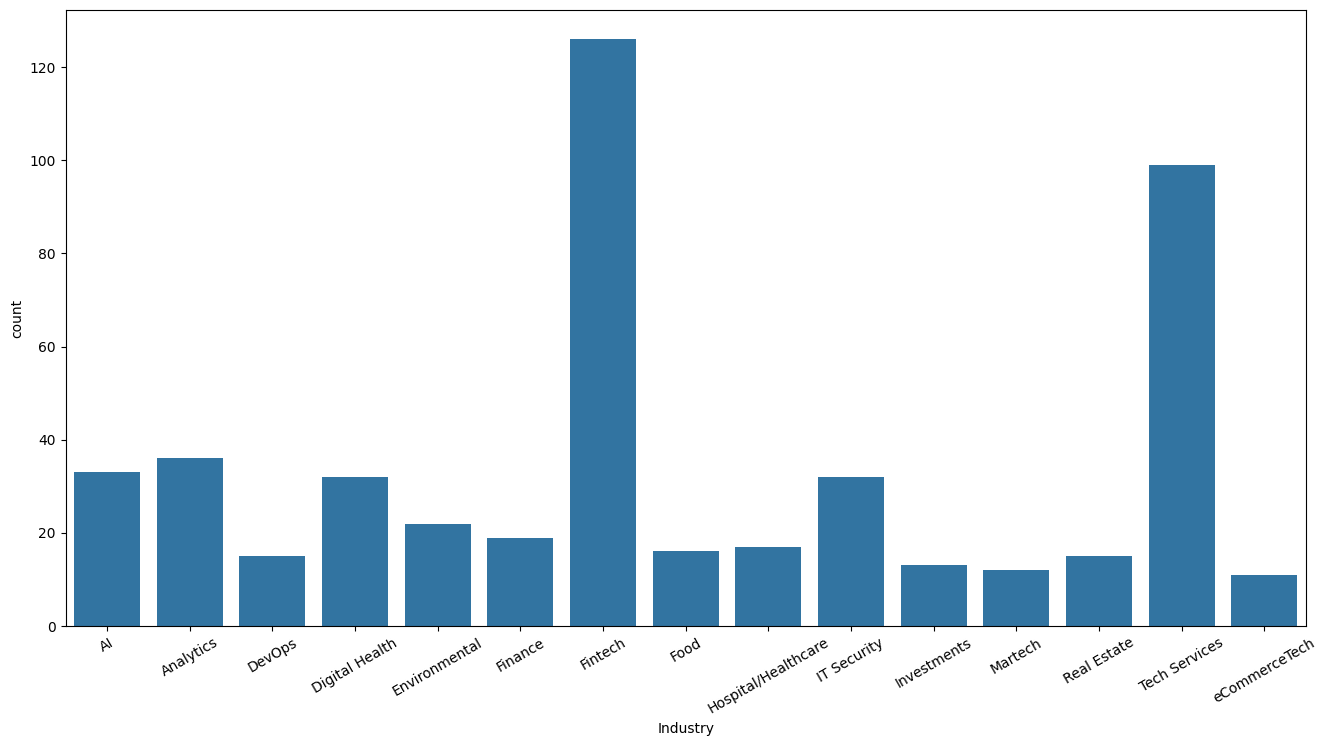 120
100
80
60
40
20
0
count
AI
Analytics
DevOps
Digital Health
Environmental
Finance
Fintech
Food
Hospital/Healthcare
IT Security
Investments
Martech
Real Estate
Tech Services
eCommerceTech
Industry